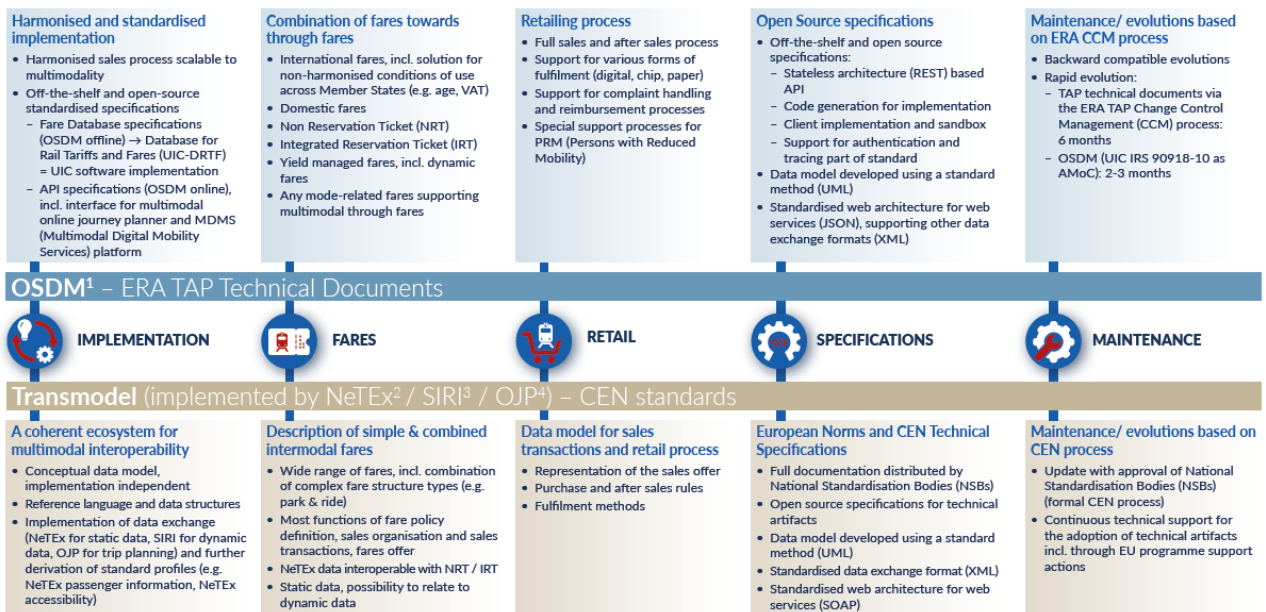 Harmonised and standardised
implementation
• Harmonised sales process scalable to
multimodality
• Off-the-shelf and open-source
standardised specifications
– Fare Database specifications
(OSDM offline) → Database for
Rail Tariffs and Fares (UIC-DRTF)
= UIC software implementation
– API specifications (OSDM online),
incl. interface for multimodal
online journey planner and MDMS
(Multimodal Digital Mobility
Services) platform
Combination of fares towards
through fares
• International fares, incl. solution for
non-harmonised conditions of use
across Member States (e.g. age, VAT)
• Domestic fares
• Non Reservation Ticket (NRT)
• Integrated Reservation Ticket (IRT)
• Yield managed fares, incl. dynamic
fares
• Any mode-related fares supporting
multimodal through fares
Retailing process
• Full sales and after sales process
• Support for various forms of
fulfilment (digital, chip, paper)
• Support for complaint handling
and reimbursement processes
• Special support processes for
PRM (Persons with Reduced
Mobility)
Open Source specifications
• Off-the-shelf and open source
specifications:
– Stateless architecture (REST) based
API
– Code generation for implementation
– Client implementation and sandbox
– Support for authentication and
tracing part of standard
• Data model developed using a standard
method (UML)
• Standardised web architecture for web
services (JSON), supporting other data
exchange formats (XML)
Maintenance/ evolutions based
on ERA CCM process
• Backward compatible evolutions
• Rapid evolution:
– TAP technical documents via
the ERA TAP Change Control
Management (CCM) process:
6 months
– OSDM (UIC IRS 90918-10 as
AMoC): 2-3 months
OSDM¹ – ERA TAP Technical Documents
IMPLEMENTATION
FARES
RETAIL
</>
SPECIFICATIONS
MAINTENANCE
Transmodel (implemented by NeTEx² / SIRI³ / OJP⁴) – CEN standards
A coherent ecosystem for
multimodal interoperability
• Conceptual data model,
implementation independent
• Reference language and data structures
• Implementation of data exchange
(NeTEx for static data, SIRI for dynamic
data, OJP for trip planning) and further
derivation of standard profiles (e.g.
NeTEx passenger information, NeTEx
accessibility)
Description of simple & combined
intermodal fares
• Wide range of fares, incl. combination
of complex fare structure types (e.g.
park & ride)
• Most functions of fare policy
definition, sales organisation and sales
transactions, fares offer
• NeTEx data interoperable with NRT / IRT
• Static data, possibility to relate to
dynamic data
Data model for sales
transactions and retail process
• Representation of the sales offer
• Purchase and after sales rules
• Fulfilment methods
European Norms and CEN Technical
Specifications
• Full documentation distributed by
National Standardisation Bodies (NSBs)
• Open source specifications for technical
artifacts
• Data model developed using a standard
method (UML)
• Standardised data exchange format (XML)
• Standardised web architecture for web
services (SOAP)
Maintenance/ evolutions based on
CEN process
• Update with approval of National
Standardisation Bodies (NSBs)
(formal CEN process)
• Continuous technical support for
the adoption of technical artifacts
incl. through EU programme support
actions